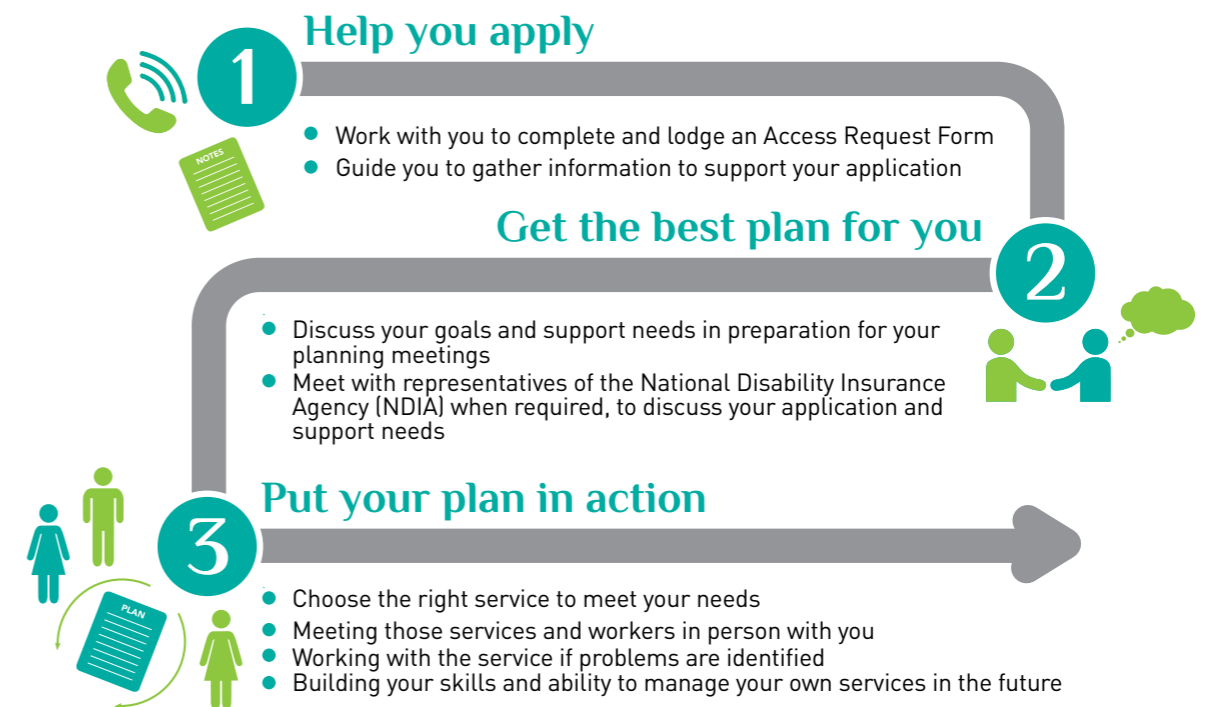 1
Help you apply
NOTES
Work with you to complete and lodge an Access Request Form
Guide you to gather information to support your application
Get the best plan for you
2
Discuss your goals and support needs in preparation for your
planning meetings
Meet with representatives of the National Disability Insurance
Agency (NDIA) when required, to discuss your application and
support needs
3
Put your plan in action
PLAN
Choose the right service to meet your needs
Meeting those services and workers in person with you
Working with the service if problems are identified
Building your skills and ability to manage your own services in the future